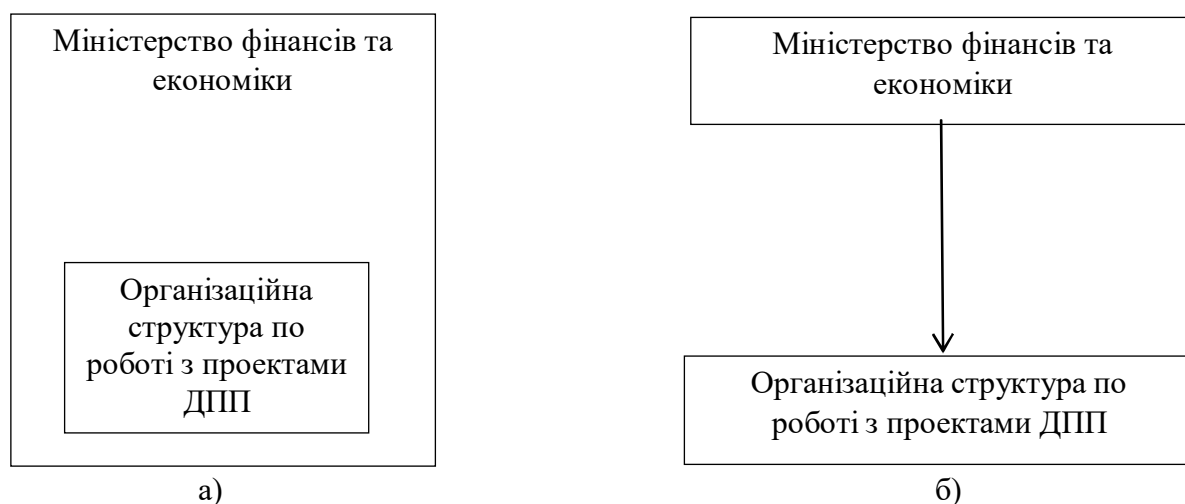 Міністерство фінансів та
економіки
Організаційна
структура по
роботі з проектами
ДПП
а)
Міністерство фінансів та
економіки
Організаційна структура по
роботі з проектами ДПП
б)